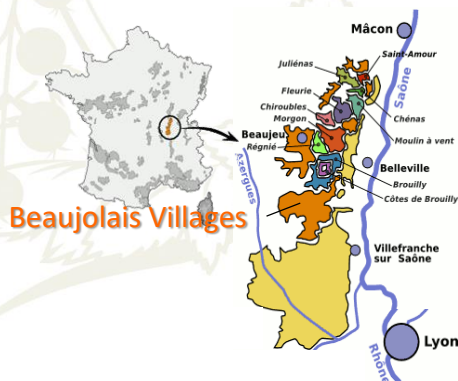 Mâcon
Saint-Amour
Juliénas
Saône
Fleurie
Chénas
Chiroubles
Morgon
Moulin à vent
Beaujeu
Régnié
Belleville
Azergues
Brouilly
Côtes de Brouilly
Beaujolais Villages
Villefranche
sur Saône
Lyon
Rhône